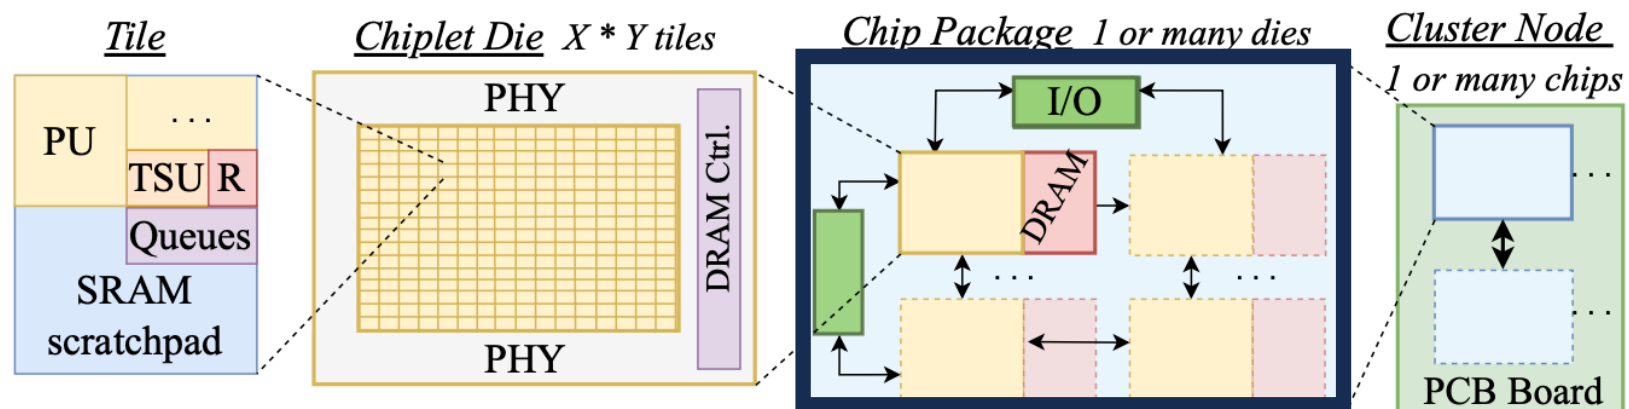 Tile
PU
. . .
TSU
R
Queues
SRAM
scratchpad
Chiplet Die X * Y tiles
PHY
DRAM Ctrl.
PHY
Chip Package 1 or many dies
I/O
DRAM
. . .
. . .
Cluster Node
1 or many chips
. . .
. . .
PCB Board